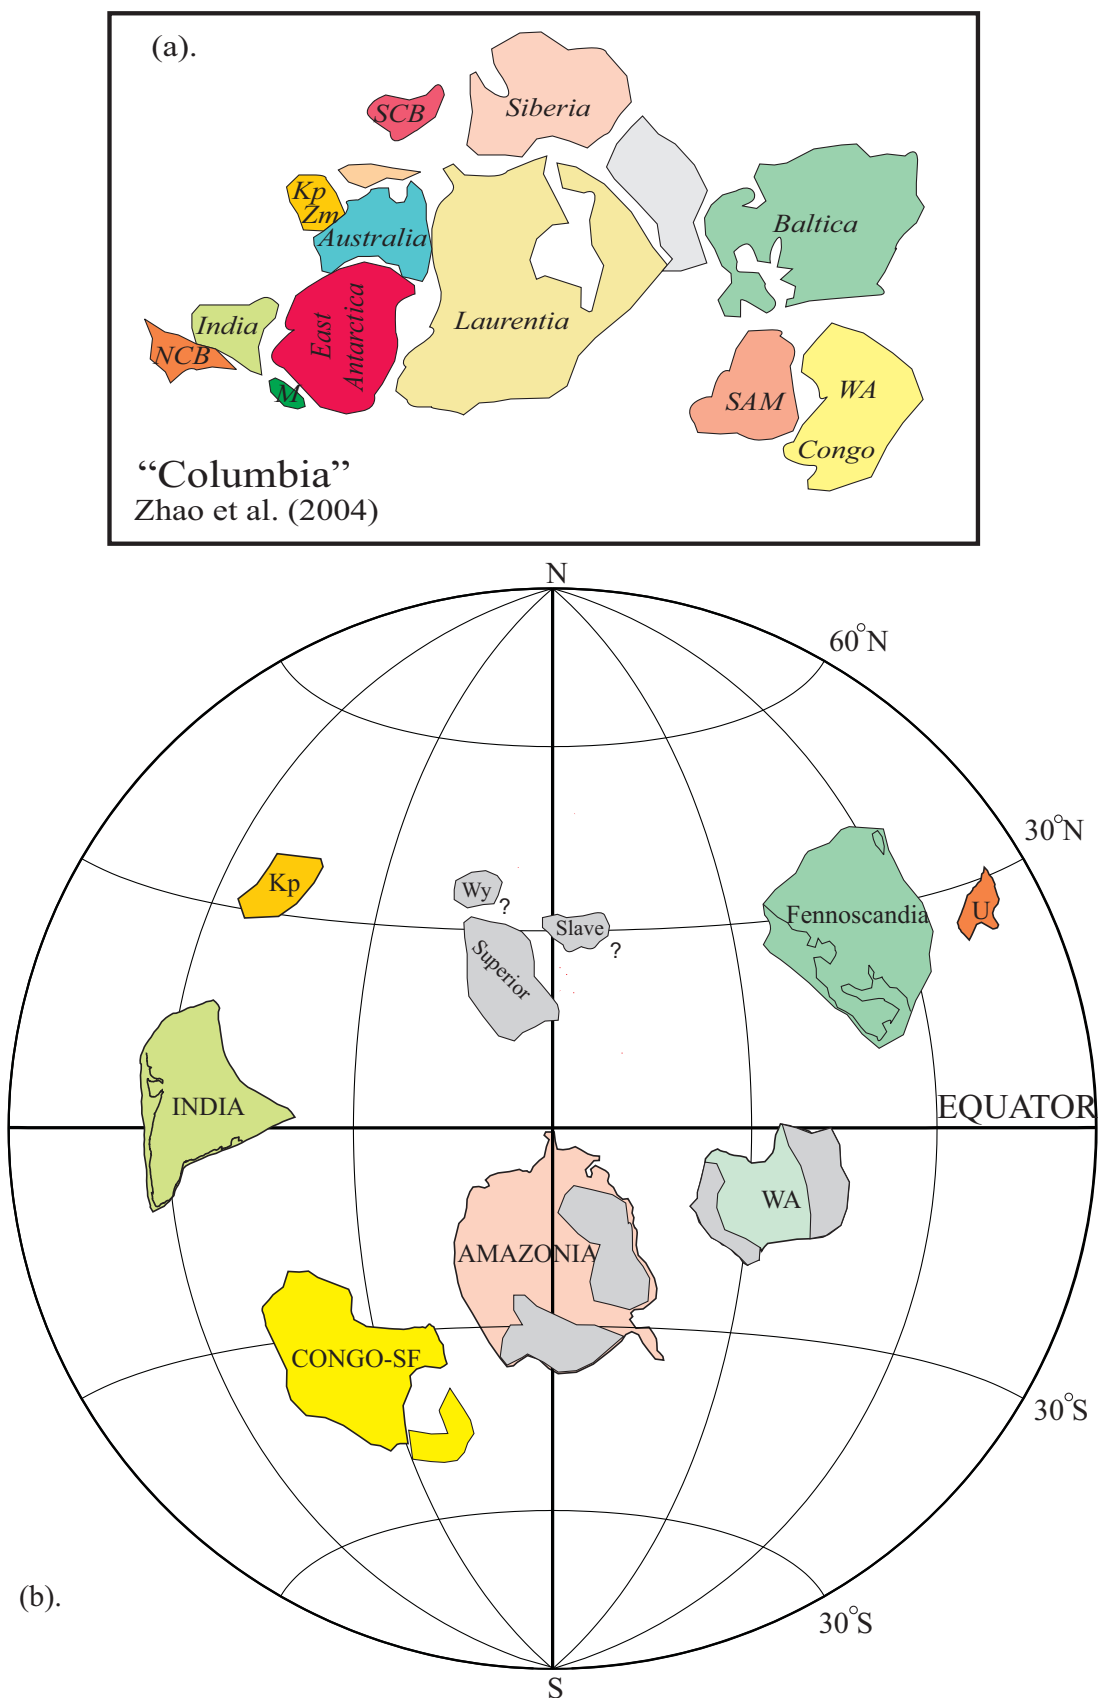 (a).
SCB
Siberia
Kp
Zm
Australia
Baltica
India
NCB
East
Antarctica
Laurentia
M
SAM
WA
Congo
“Columbia”
Zhao et al. (2004)
N
60°N
30°N
Kp
Wy
?
Slave
?
Superior
Fennoscandia
U
INDIA
EQUATOR
WA
AMAZONIA
CONGO-SF
30°S
(b).
30°S
S